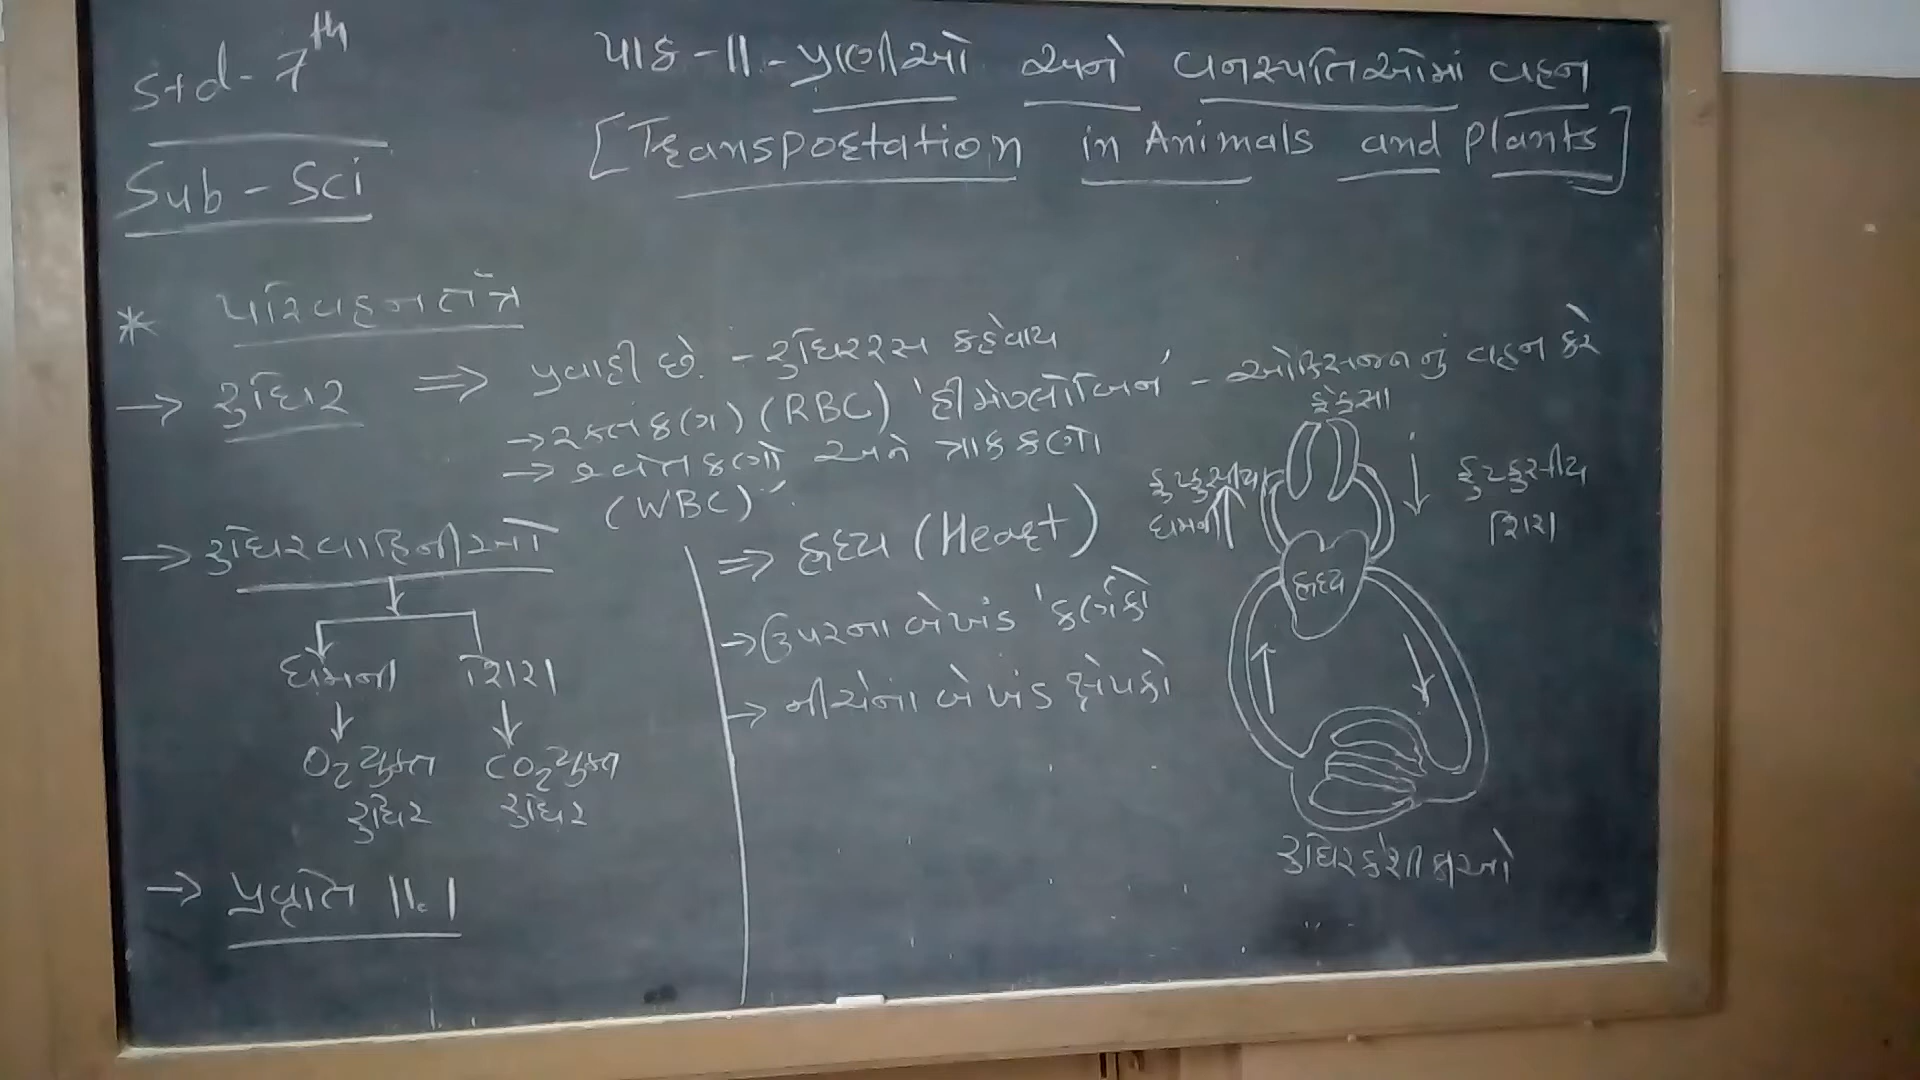 Std-7th
Sub-Sci
પાઠ-11-પ્રાણીઓ અને વનસ્પતિઓમાં વહન
[Transportation in Animals and Plants]
* પરિવહનતંત્ર
→ રુધિર ⇒ પ્રવાહી છે. - રુધિરરસ કહેવાય
→ રક્તકણ) (RBC) 'હીમોગ્લોબિન' - ઓક્સિજનનું વહન કરે
→ શ્વેતકણો અને ત્રાકકણો
(WBC)
→ રુધિરવાહિનીઓ
ધમની શિરા
O2યુક્ત CO2યુક્ત
રુધિર રુધિર
→ પ્રવૃતિ 11.1
⇒ હૃદય (Heart)
→ ઉપરના બે ખંડ 'કર્ણકો
→ નીચેના બે ખંડ ક્ષેપકો
ફેફસા
ફુપ્ફુસીય
ધમની
ફુપ્ફુસીય
શિરા
હૃદય
રુધિરકેશીકાઓ